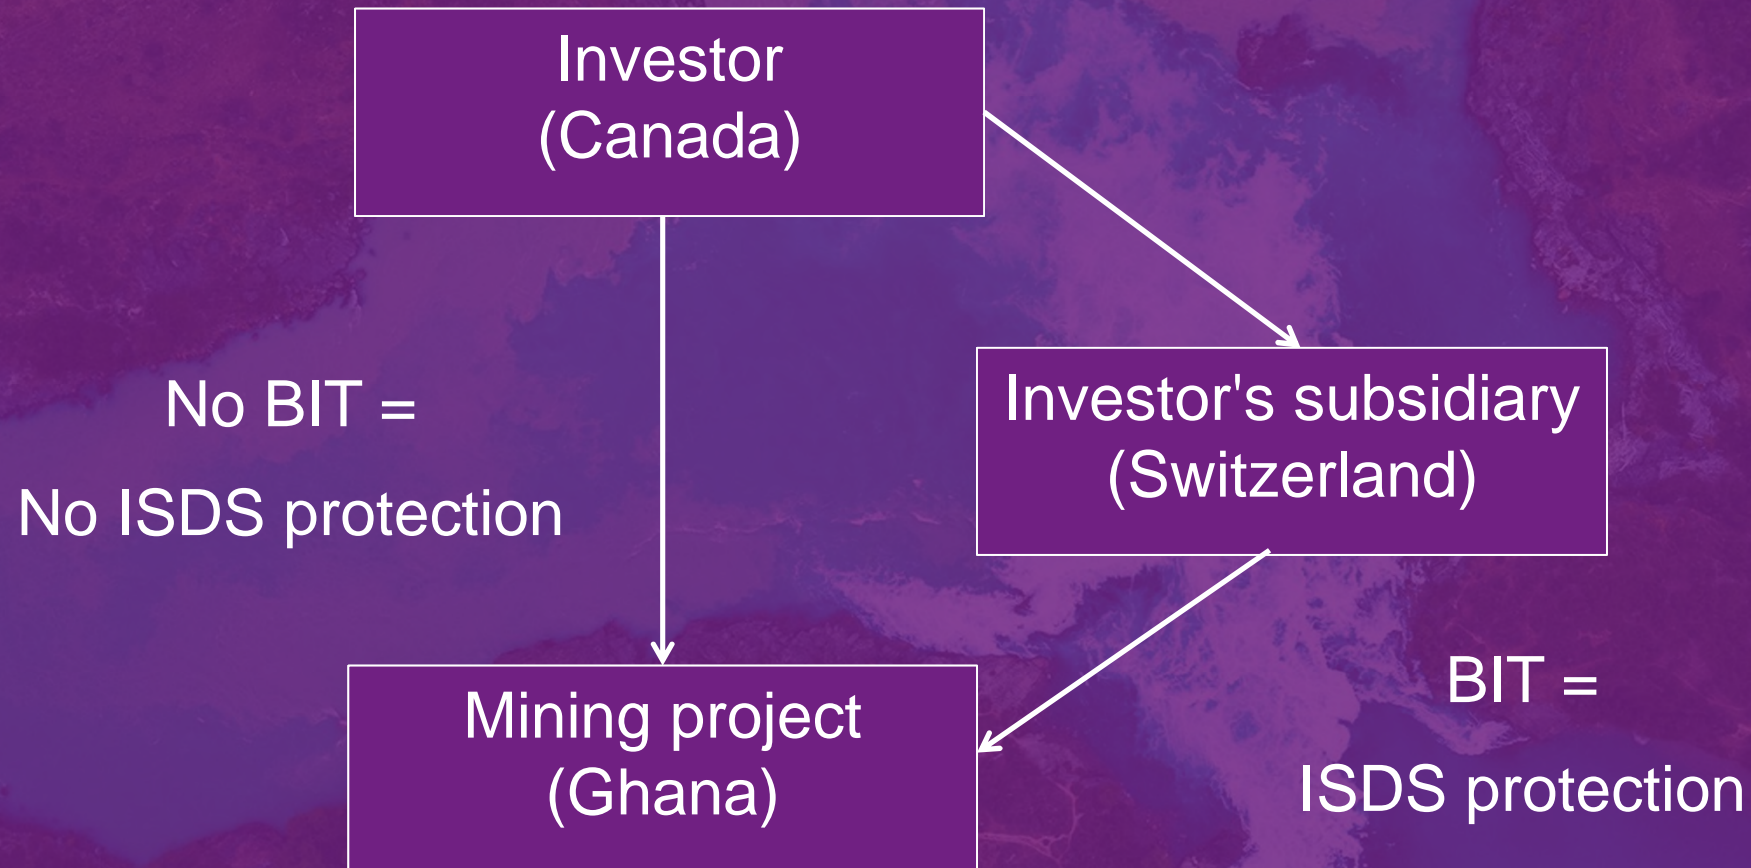 Investor
(Canada)
No BIT =
No ISDS protection
Investor's subsidiary
(Switzerland)
Mining project
(Ghana)
BIT =
ISDS protection